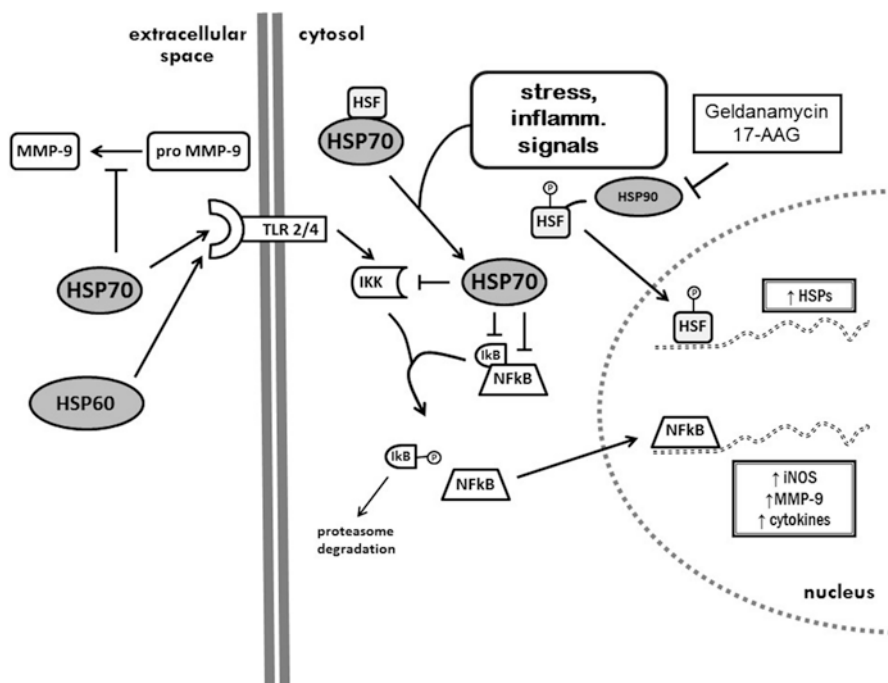 extracellular
space
cytosol
HSF
HSP70
stress,
inflamm.
signals
Geldanamycin
17-AAG
MMP-9
pro MMP-9
P
HSF
HSP90
TLR 2/4
HSP70
IKK
HSP70
P
HSF
↑ HSPs
IkB
NFkB
HSP60
IkB
P
NFkB
NFkB
↑ iNOS
↑MMP-9
↑ cytokines
proteasome
degradation
nucleus